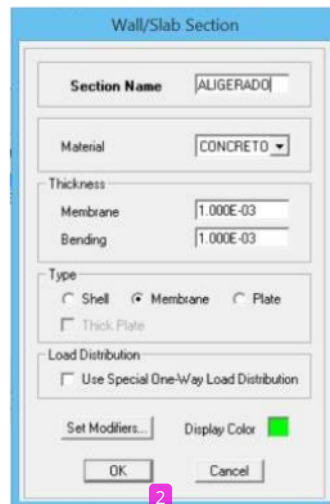 Wall/Slab Section
Section Name ALIGERADO
Material CONCRETO
Thickness
Membrane 1.000E-03
Bending 1.000E-03
Type
Shell Membrane Plate
Thick Plate
Load Distribution
Use Special One-Way Load Distribution
Set Modifiers... Display Color
OK Cancel
2